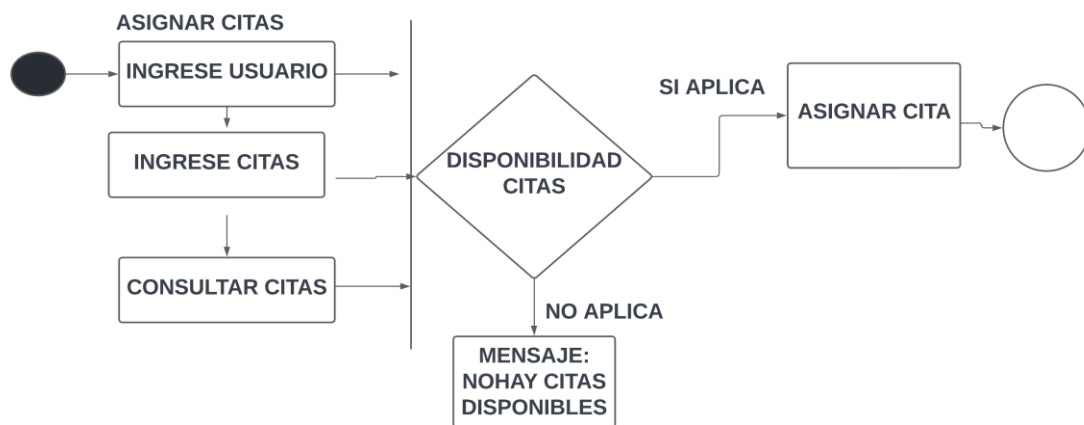 ASIGNAR CITAS
INGRESE USUARIO
INGRESE CITAS
CONSULTAR CITAS
DISPONIBILIDAD
CITAS
SI APLICA
ASIGNAR CITA
NO APLICA
MENSAJE:
NOHAY CITAS
DISPONIBLES